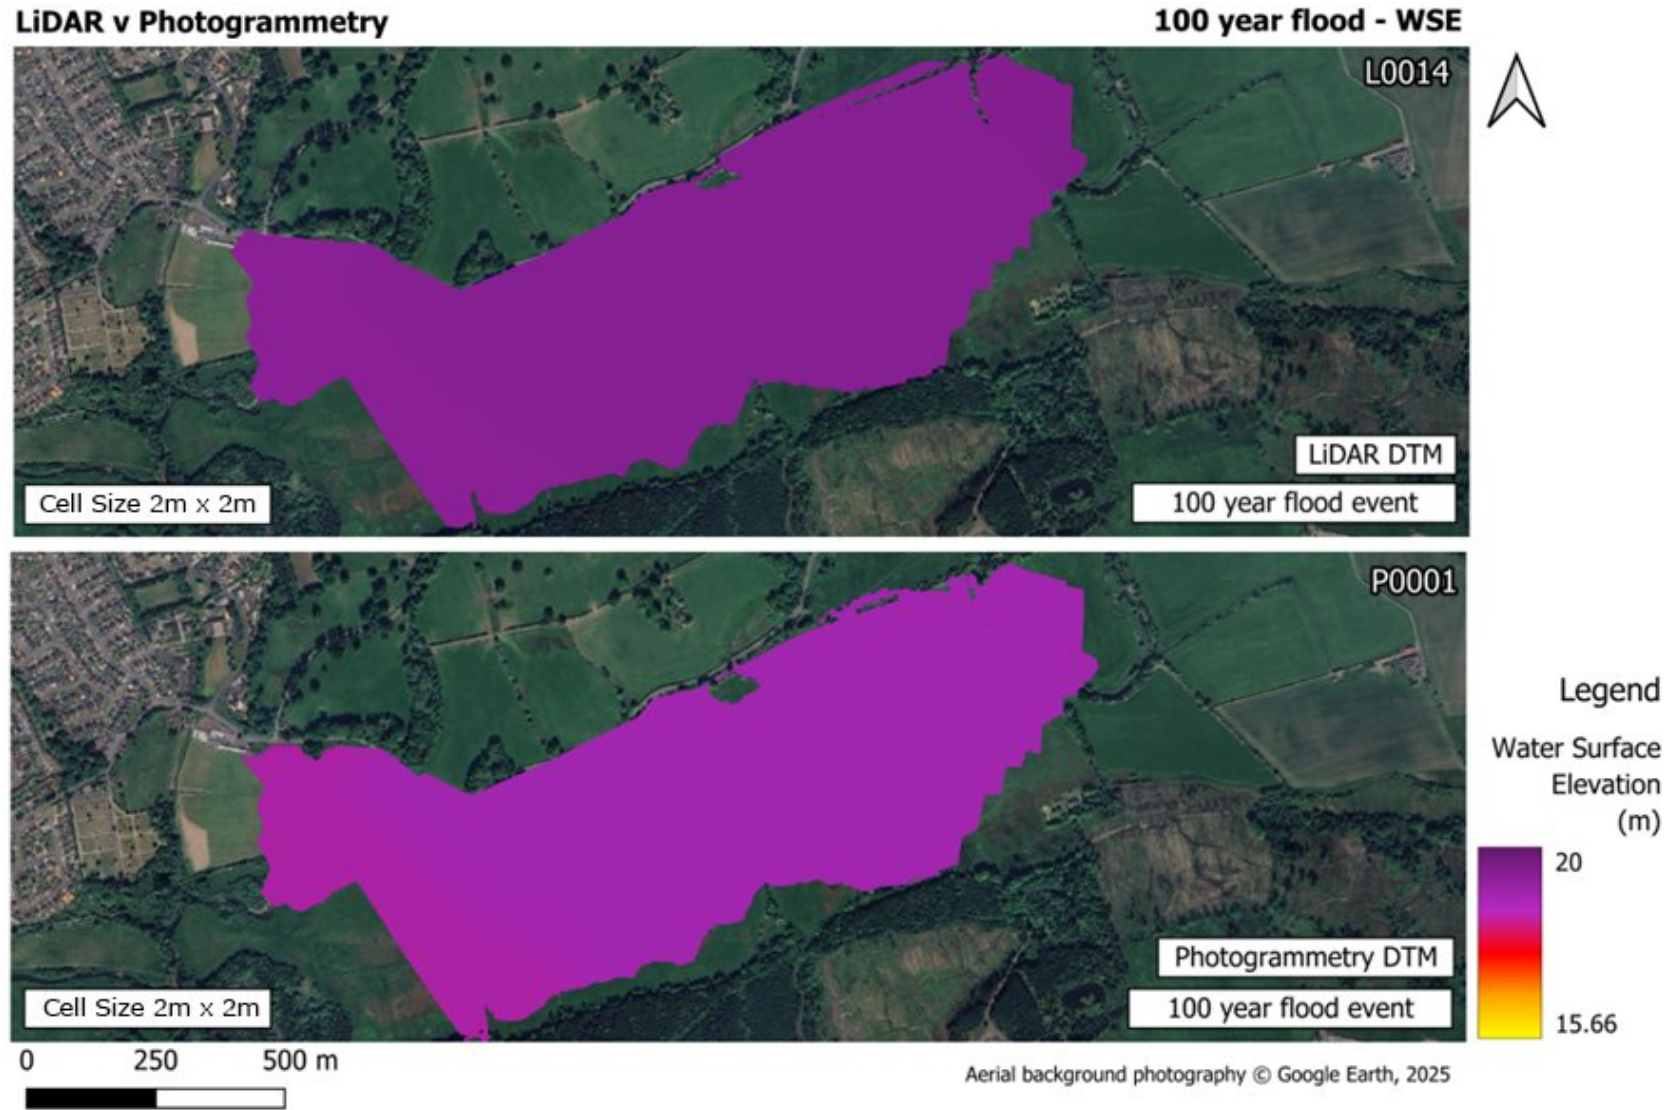 LiDAR v Photogrammetry
100 year flood - WSE
L0014
LiDAR DTM
Cell Size 2m x 2m
100 year flood event
P0001
Photogrammetry DTM
Cell Size 2m x 2m
100 year flood event
Legend
Water Surface
Elevation
(m)
20
15.66
0 250 500 m
Aerial background photography © Google Earth, 2025